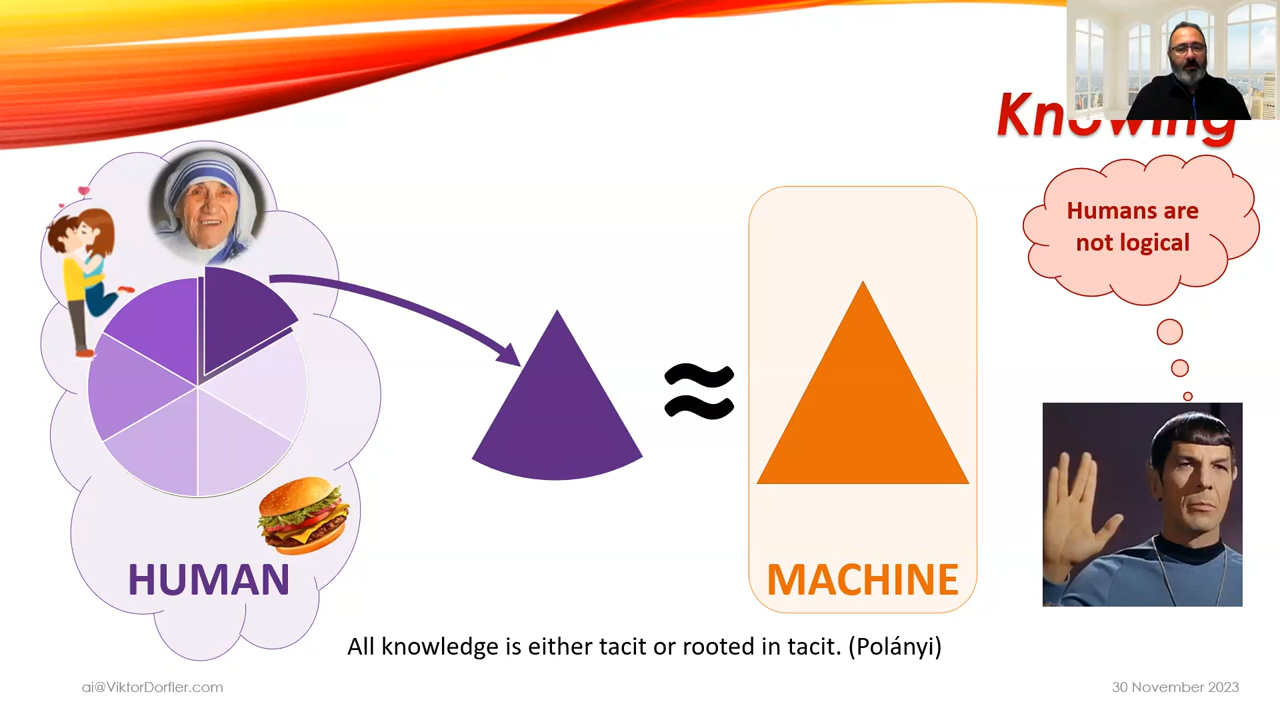 Knowing
Humans are
not logical
HUMAN
MACHINE
All knowledge is either tacit or rooted in tacit. (Polányi)
ai@ViktorDorfler.com
30 November 2023